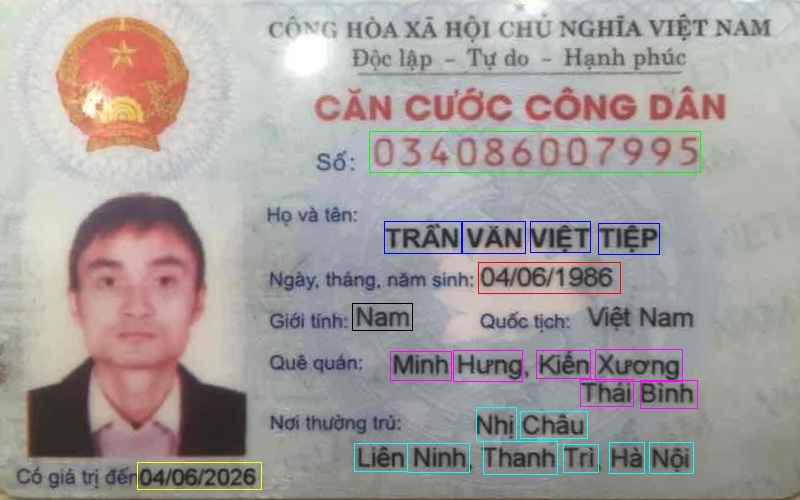 CỘNG HÒA XÃ HỘI CHỦ NGHĨA VIỆT NAM
Độc lập - Tự do - Hạnh phúc
CĂN CƯỚC CÔNG DÂN
Số: 034086007995
Họ và tên:
TRẦN VĂN VIỆT TIỆP
Ngày, tháng, năm sinh: 04/06/1986
Giới tính: Nam Quốc tịch: Việt Nam
Quê quán: Minh Hưng, Kiến Xương
Thái Bình
Nơi thường trú: Nhị Châu
Liên Ninh, Thanh Trì, Hà Nội
Có giá trị đến 04/06/2026